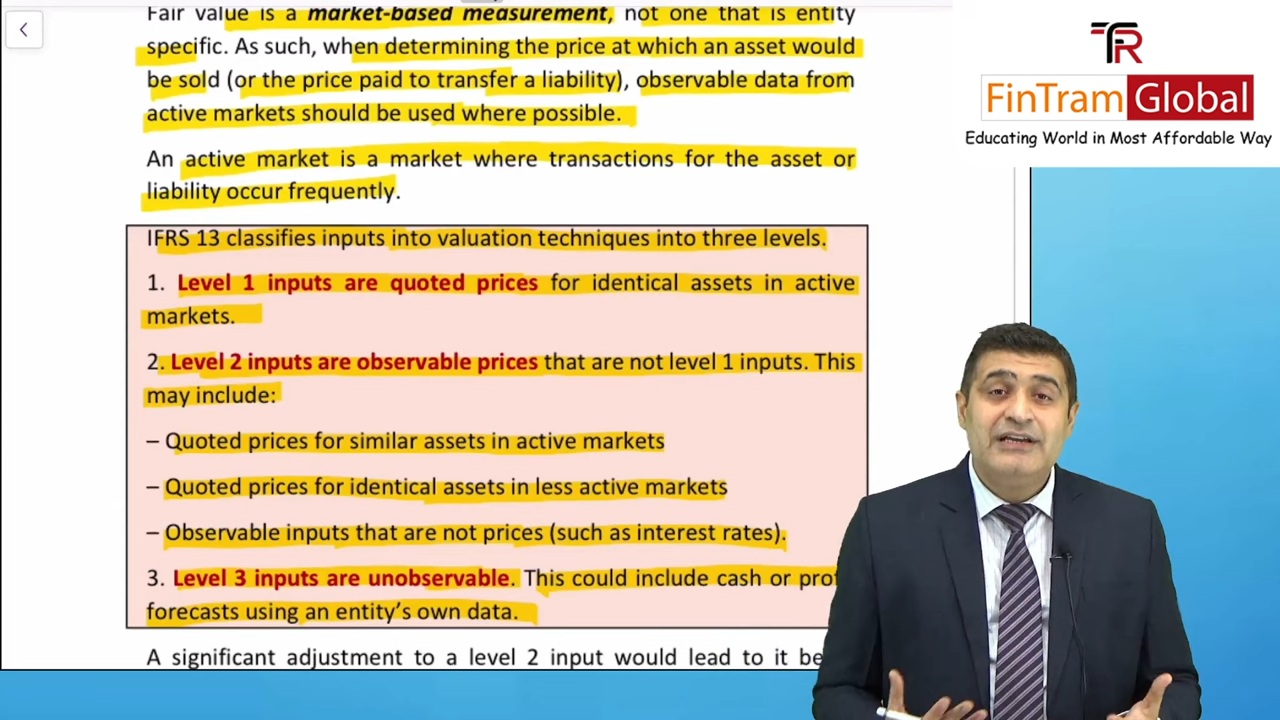 Fair value is a market-based measurement, not one that is entity
specific. As such, when determining the price at which an asset would
be sold (or the price paid to transfer a liability), observable data from
active markets should be used where possible.
An active market is a market where transactions for the asset or
liability occur frequently.
IFRS 13 classifies inputs into valuation techniques into three levels.
1. Level 1 inputs are quoted prices for identical assets in active
markets.
2. Level 2 inputs are observable prices that are not level 1 inputs. This
may include:
– Quoted prices for similar assets in active markets
– Quoted prices for identical assets in less active markets
– Observable inputs that are not prices (such as interest rates).
3. Level 3 inputs are unobservable. This could include cash or
forecasts using an entity's own data.
A significant adjustment to a level 2 input would lead to it
TR
FinTram Global
Educating World in Most Affordable Way